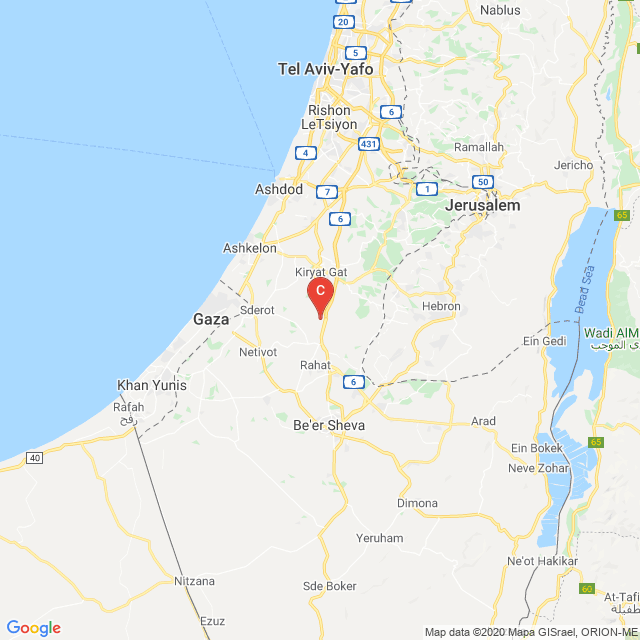 Nablus
20
5
Tel Aviv-Yafo
Rishon
LeTsiyon
6
431
Ramallah
4
Jericho
50
1
Ashdod
7
Jerusalem
65
6
Ashkelon
Kiryat Gat
C
Dead Sea
Sderot
Hebron
Gaza
Wadi AlM
Ein Gedi
Netivot
Rahat
6
Khan Yunis
Rafah
رفح
Be'er Sheva
Arad
65
Ein Bokek
40
Neve Zohar
Dimona
Yeruham
Ne'ot Hakikar
Nitzana
Sde Boker
60
At-Tafi
الطفيلة
Ezuz
Google
Map data ©2020 Mapa GISrael, ORION-ME